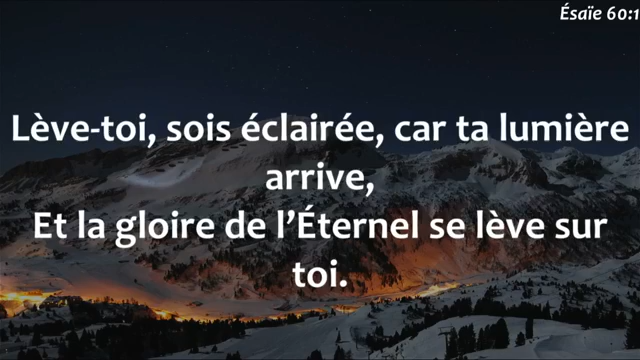 Ésaïe 60:1
Lève-toi, sois éclairée, car ta lumière
arrive,
Et la gloire de l’Éternel se lève sur
toi.